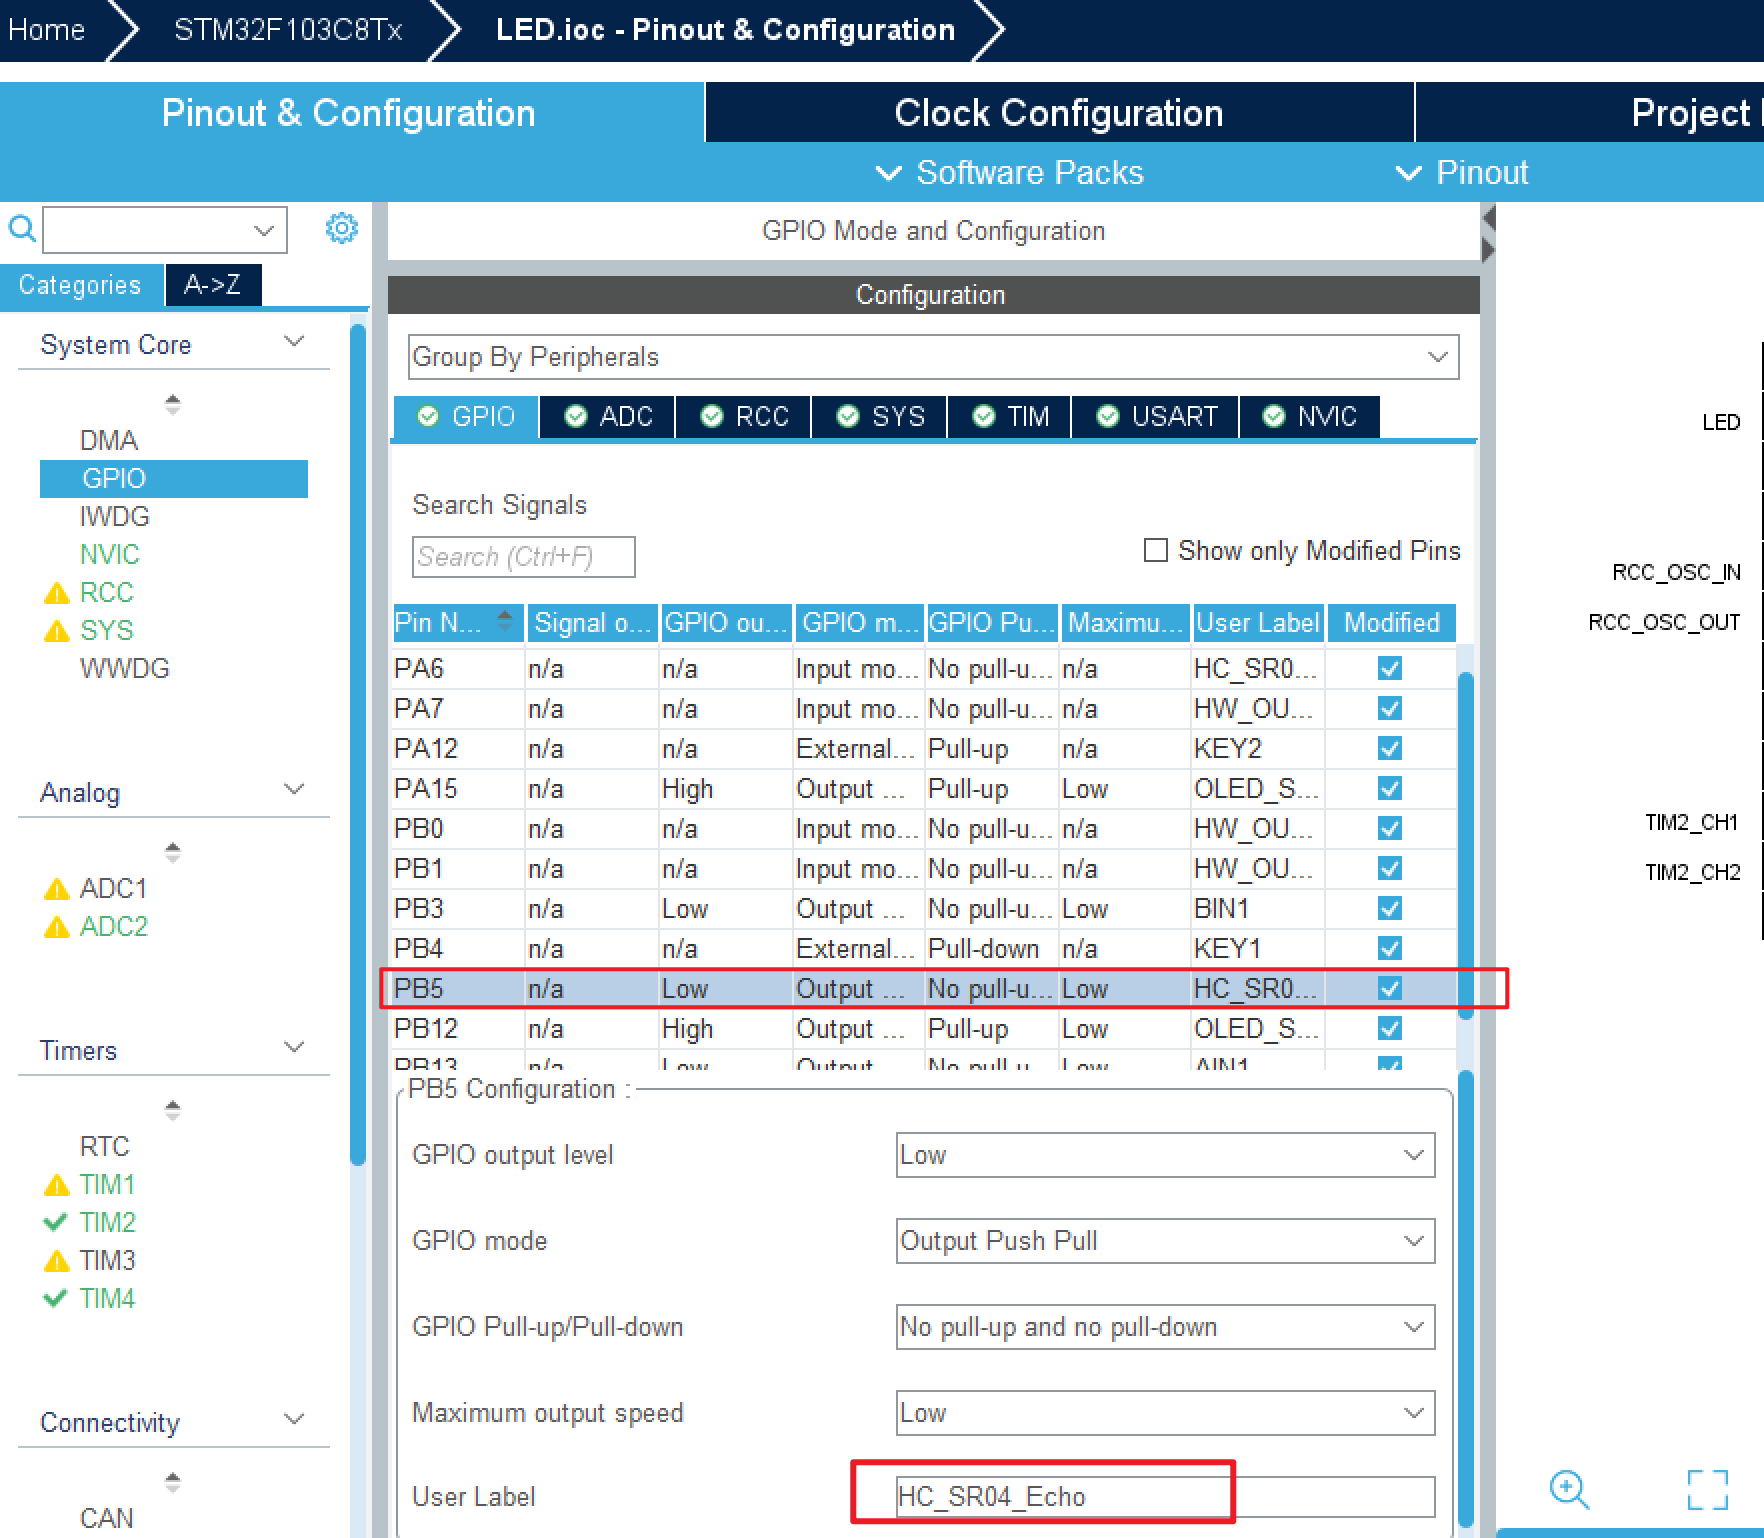 Home STM32F103C8Tx LED.ioc - Pinout & Configuration
Pinout & Configuration Clock Configuration Project
Software Packs Pinout
GPIO Mode and Configuration
Categories A->Z
Configuration
System Core
Group By Peripherals
GPIO ADC RCC SYS TIM USART NVIC
LED
DMA
GPIO
IWDG
NVIC
RCC
SYS
WWDG
Search Signals
Search (Ctrl+F)
Show only Modified Pins
RCC_OSC_IN
RCC_OSC_OUT
Pin N... Signal o... GPIO ou... GPIO m... GPIO Pu... Maximu... User Label Modified
PA6 n/a n/a Input mo... No pull-u... n/a HC_SR0...
PA7 n/a n/a Input mo... No pull-u... n/a HW_OU...
PA12 n/a n/a External... Pull-up n/a KEY2
PA15 n/a High Output ... Pull-up Low OLED_S...
PB0 n/a n/a Input mo... No pull-u... n/a HW_OU...
PB1 n/a n/a Input mo... No pull-u... n/a HW_OU...
PB3 n/a Low Output ... No pull-u... Low BIN1
PB4 n/a n/a External... Pull-down n/a KEY1
PB5 n/a Low Output ... No pull-u... Low HC_SR0...
PB12 n/a High Output ... Pull-up Low OLED_S...
PB13 n/a Low Output No pull-u Low AIN1
TIM2_CH1
TIM2_CH2
Analog
ADC1
ADC2
Timers
RTC
TIM1
TIM2
TIM3
TIM4
Connectivity
CAN
PB5 Configuration :
GPIO output level Low
GPIO mode Output Push Pull
GPIO Pull-up/Pull-down No pull-up and no pull-down
Maximum output speed Low
User Label HC_SR04_Echo